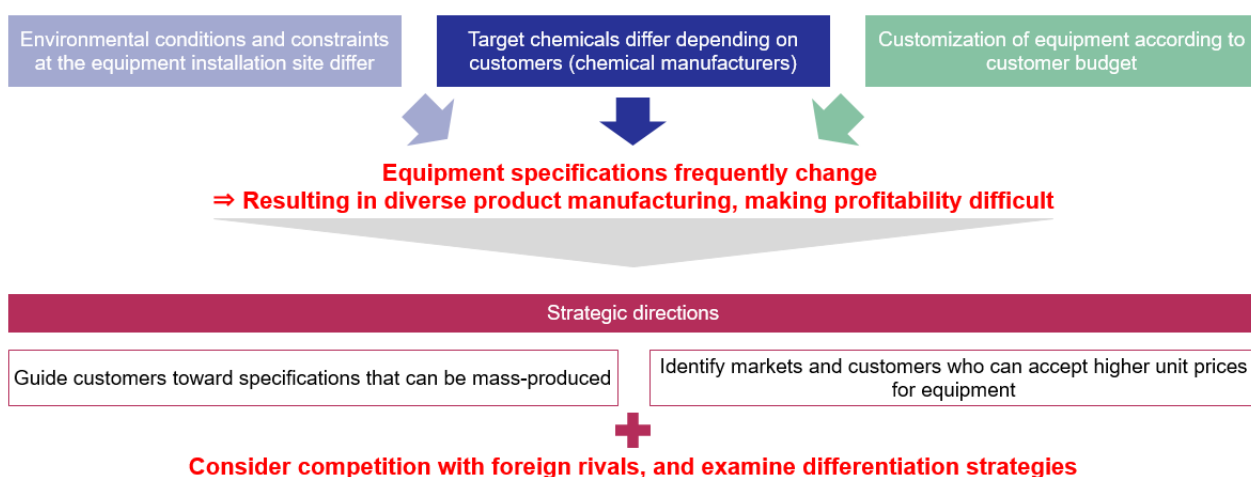 Environmental conditions and constraints
at the equipment installation site differ
Target chemicals differ depending on
customers (chemical manufacturers)
Customization of equipment according to
customer budget
Equipment specifications frequently change
⇒ Resulting in diverse product manufacturing, making profitability difficult
Strategic directions
Guide customers toward specifications that can be mass-produced
Identify markets and customers who can accept higher unit prices
for equipment
Consider competition with foreign rivals, and examine differentiation strategies